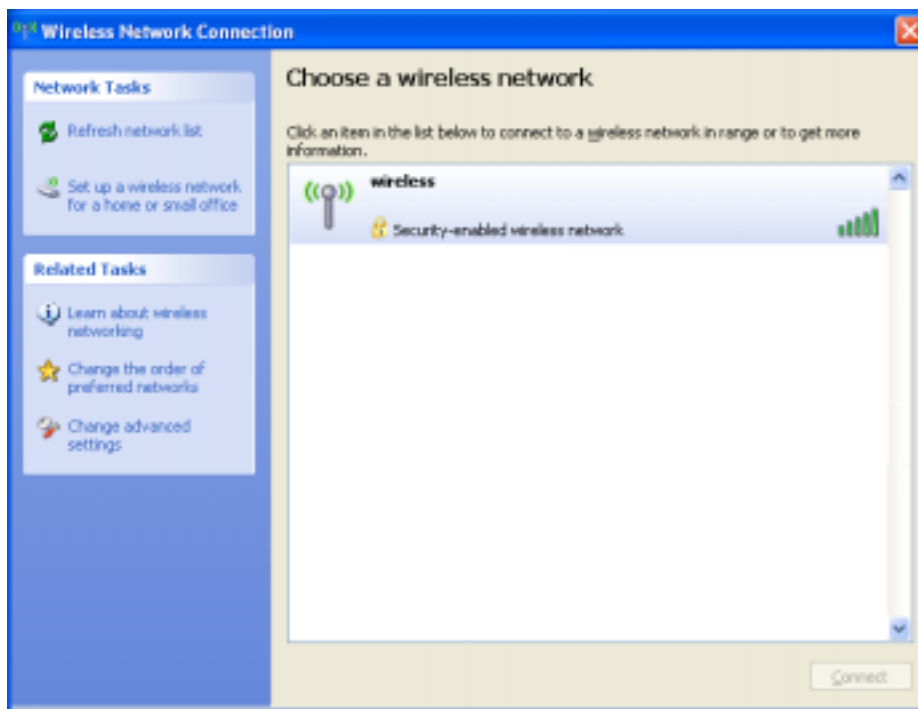 Wireless Network Connection
Network Tasks
Refresh network list
Set up a wireless network
for a home or small office
Related Tasks
Learn about wireless
networking
Change the order of
preferred networks
Change advanced
settings
Choose a wireless network
Click an item in the list below to connect to a wireless network in range or to get more
information.
wireless
Security-enabled wireless network
Connect